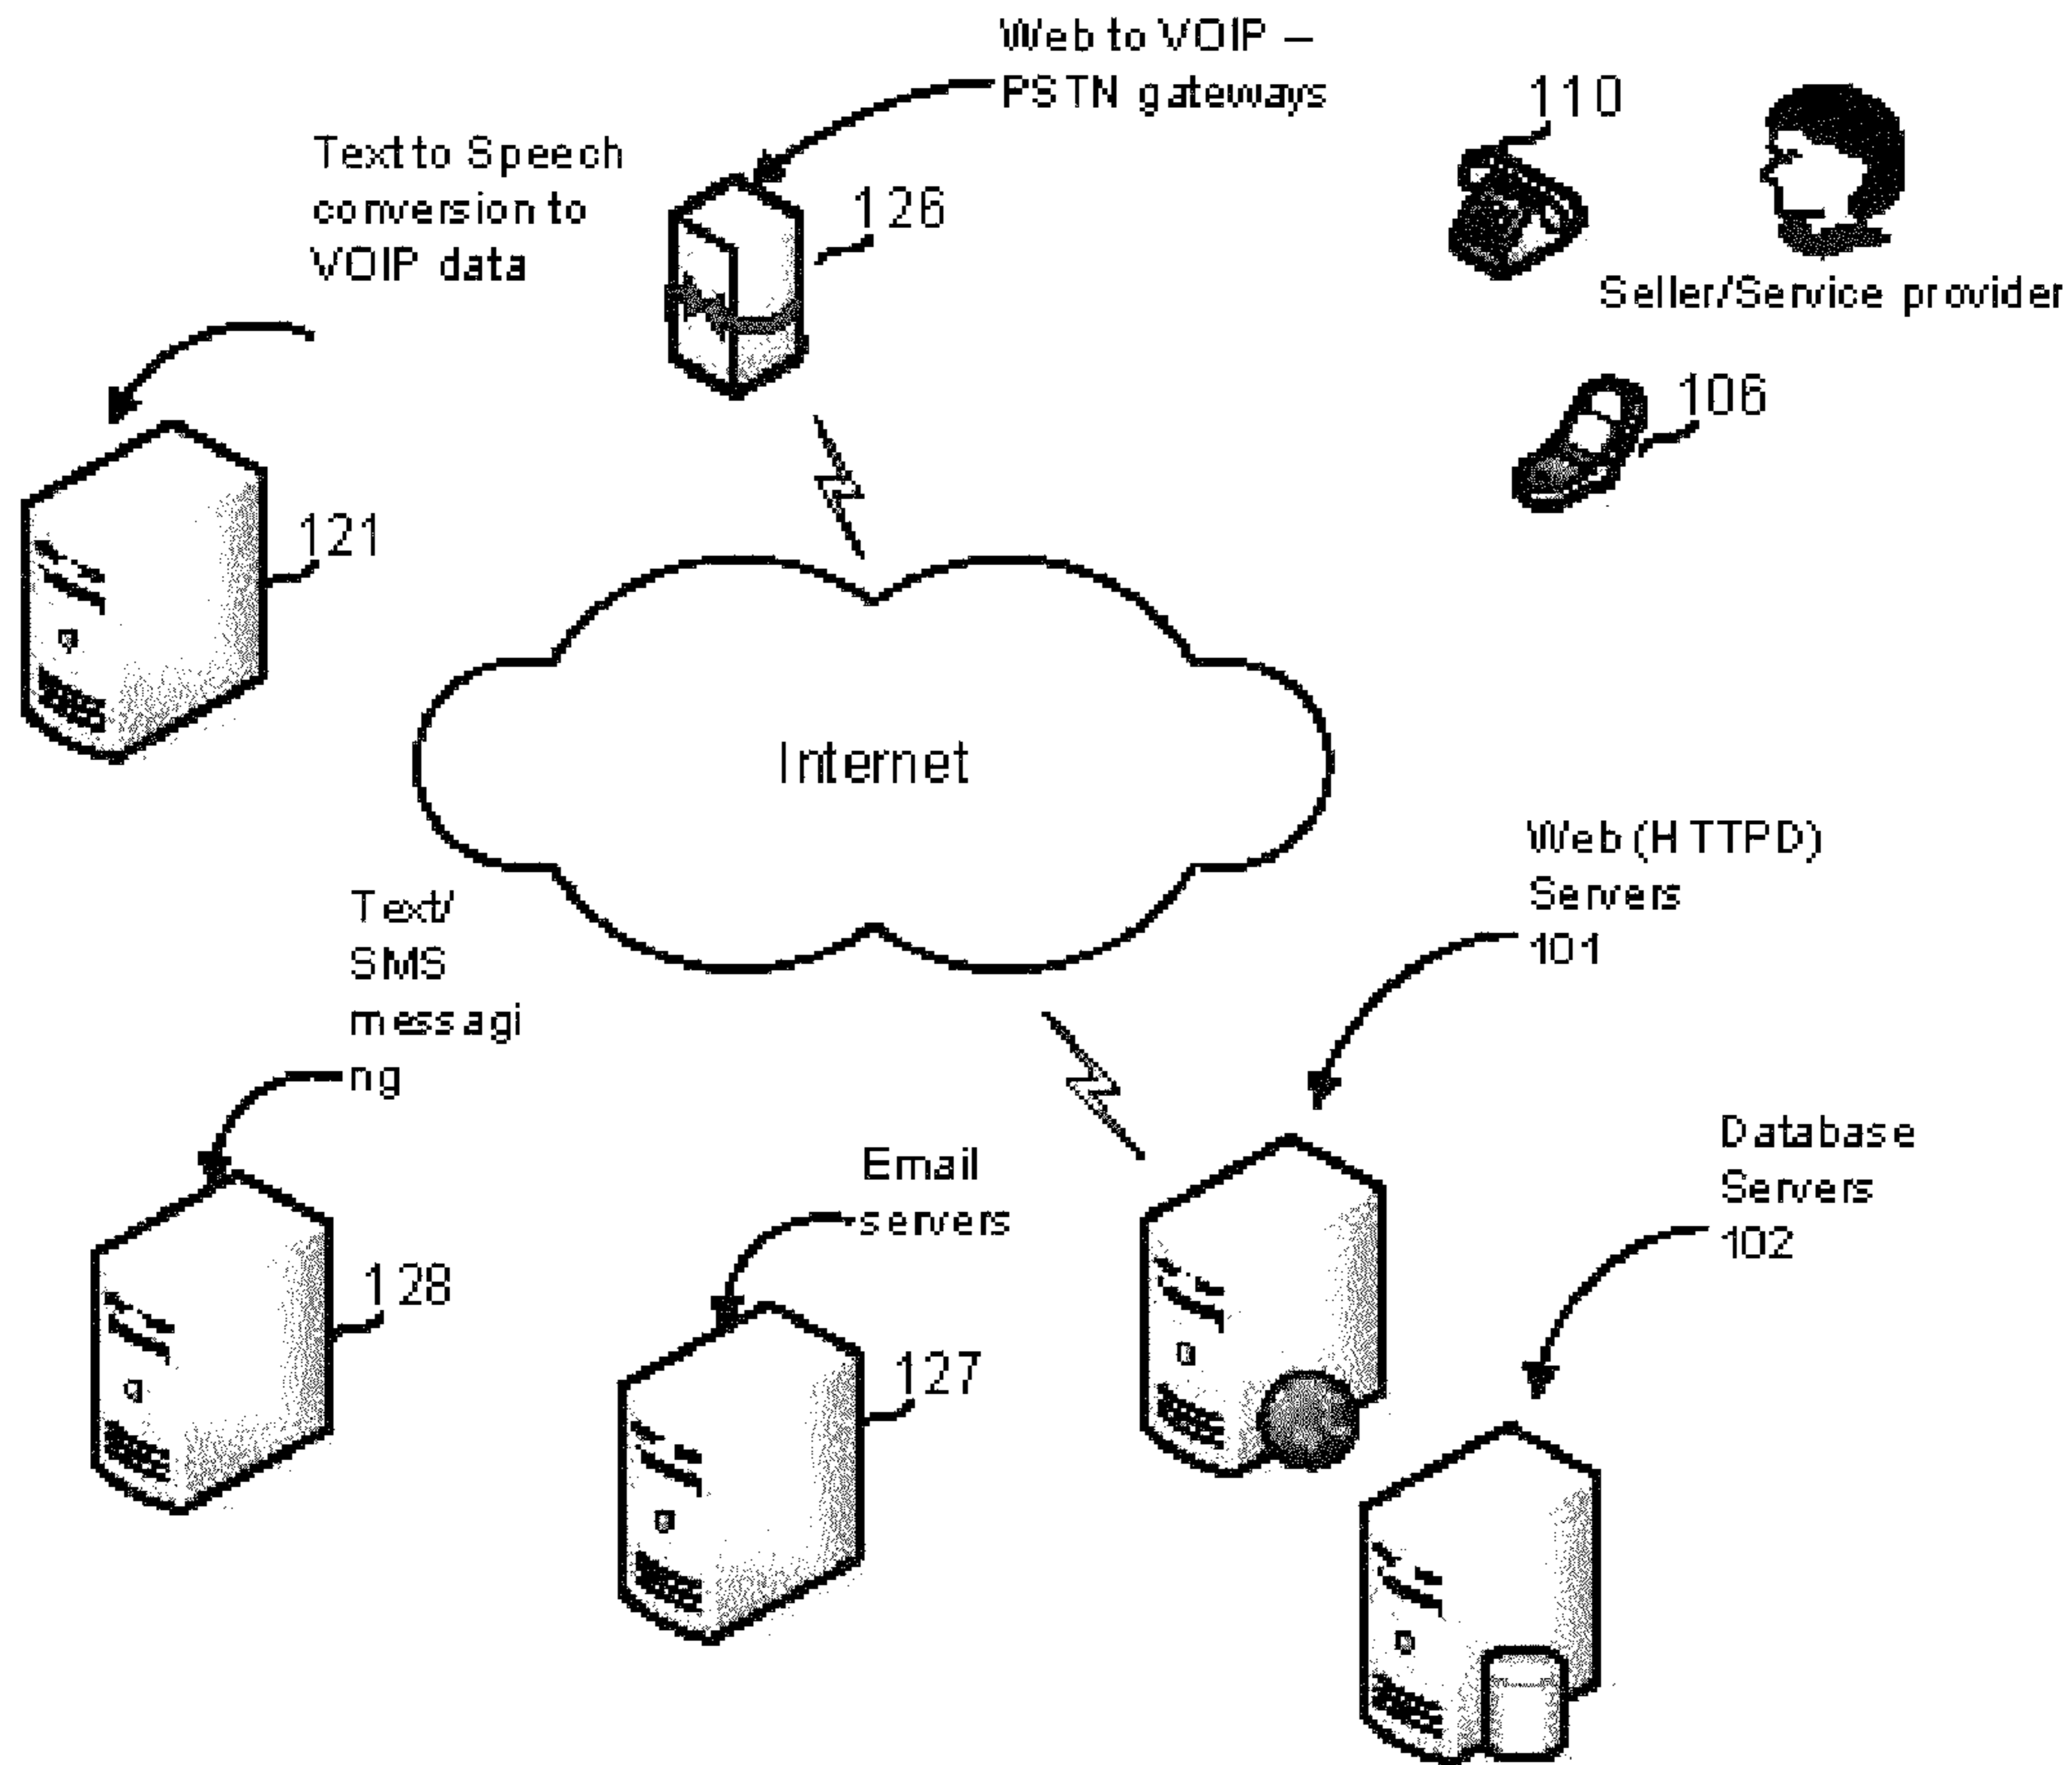 Web to VOIP –
PSTN gateways
110
Text to Speech
conversion to
VOIP data
126
Seller/Service provider
106
121
Internet
Web (HTTPD)
Servers
101
Text/
SMS
messagi
ng
Database
Servers
102
Email
servers
128
127